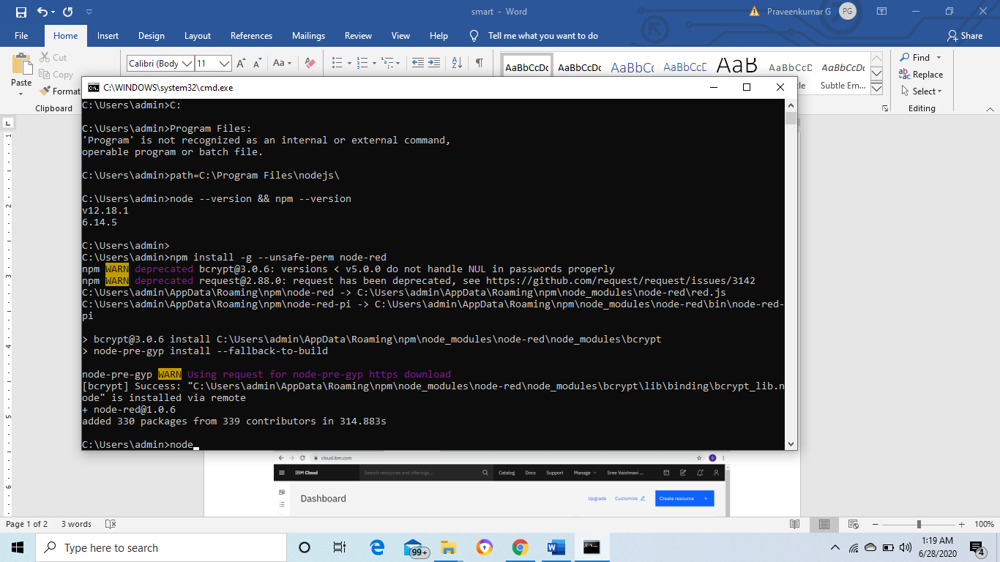 smart - Word
Praveenkumar G
PG
File Home Insert Design Layout References Mailings Review View Help Tell me what you want to do Share
Cut
Copy
Format
Paste
Clipboard
Calibri (Body 11
Aa
AaBbCcDc AaBbCcDc AaBbCc AaBbCcD AaB AaBbCcD AaBbCcDc
Subtle Em...
Find
Replace
Select
Editing
C:\WINDOWS\system32\cmd.exe
C:\Users\admin>C:
C:\Users\admin>Program Files:
'Program' is not recognized as an internal or external command,
operable program or batch file.
C:\Users\admin>path=C:\Program Files\nodejs\
C:\Users\admin>node --version && npm --version
v12.18.1
6.14.5
C:\Users\admin>
C:\Users\admin>npm install -g --unsafe-perm node-red
npm WARN deprecated bcrypt@3.0.6: versions < v5.0.0 do not handle NUL in passwords properly
npm WARN deprecated request@2.88.0: request has been deprecated, see https://github.com/request/request/issues/3142
C:\Users\admin\AppData\Roaming\npm\node-red -> C:\Users\admin\AppData\Roaming\npm\node_modules\node-red\red.js
C:\Users\admin\AppData\Roaming\npm\node-red-pi -> C:\Users\admin\AppData\Roaming\npm\node_modules\node-red\bin\node-red-
pi
> bcrypt@3.0.6 install C:\Users\admin\AppData\Roaming\npm\node_modules\node-red\node_modules\bcrypt
> node-pre-gyp install --fallback-to-build
node-pre-gyp WARN Using request for node-pre-gyp https download
[bcrypt] Success: "C:\Users\admin\AppData\Roaming\npm\node_modules\node-red\node_modules\bcrypt\lib\binding\bcrypt_lib.n
ode" is installed via remote
+ node-red@1.0.6
added 330 packages from 339 contributors in 314.883s
C:\Users\admin>node_
cloud.ibm.com
IBM Cloud Search resources and offerings... Catalog Docs Support Manage Sree Vaishnavi ...
Dashboard Upgrade Customize Create resource +
Page 1 of 2 3 words 100%
Type here to search
99+
1:19 AM
6/28/2020
4